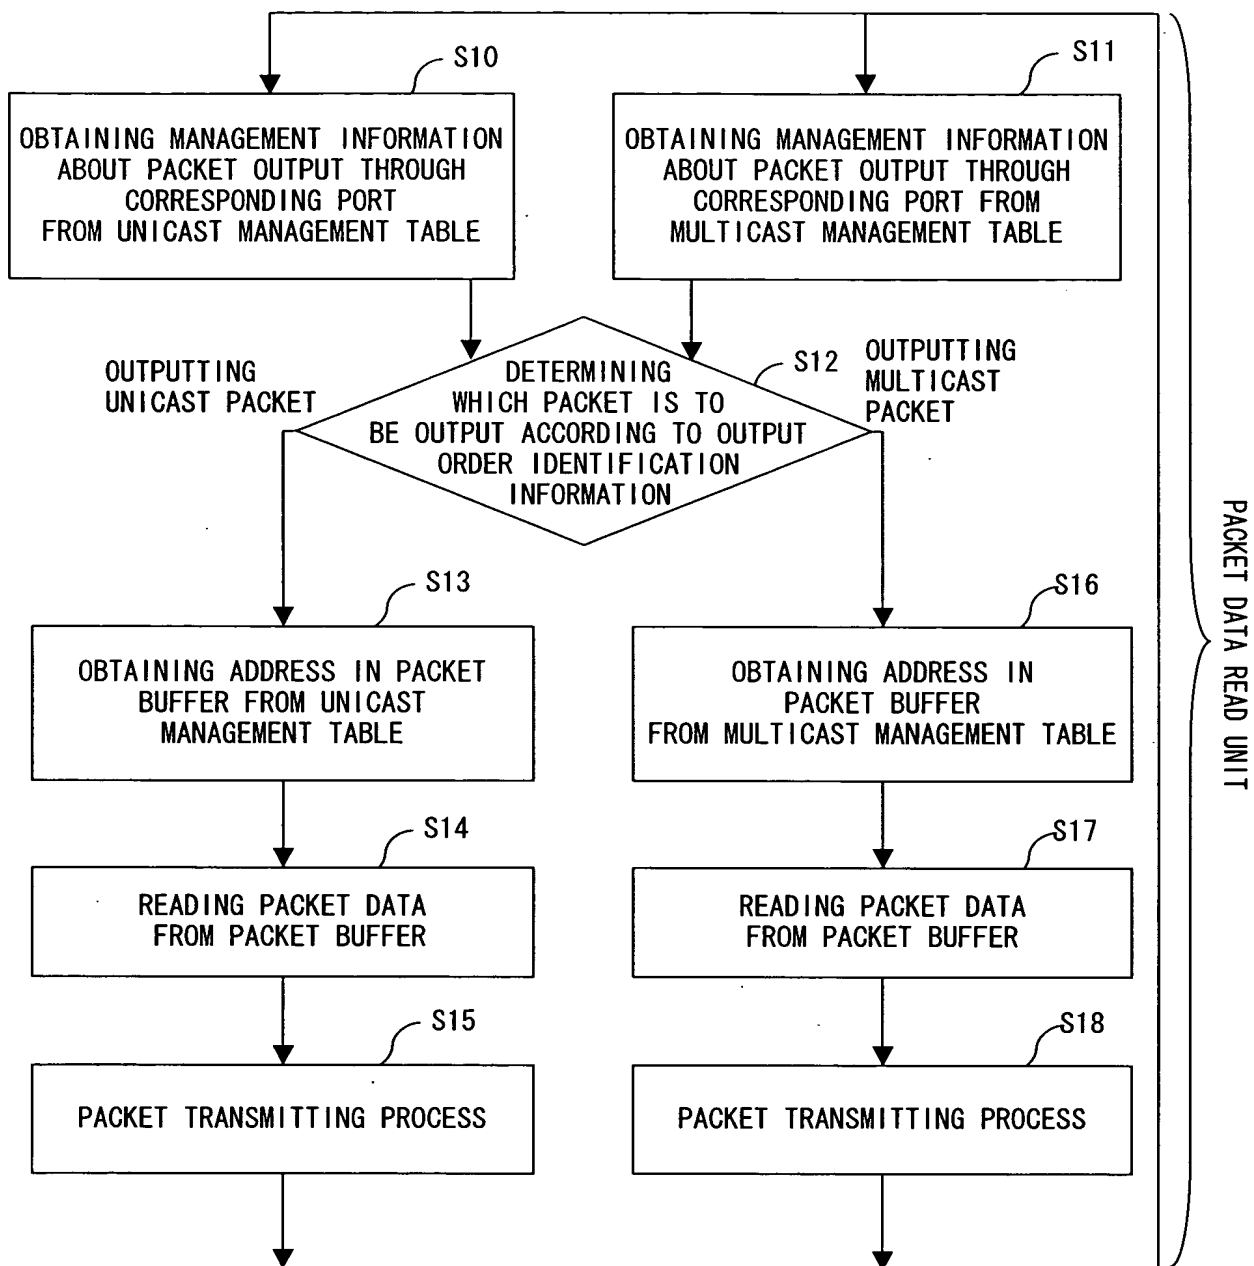 S10
S11
OBTAINING MANAGEMENT INFORMATION
ABOUT PACKET OUTPUT THROUGH
CORRESPONDING PORT
FROM UNICAST MANAGEMENT TABLE
OBTAINING MANAGEMENT INFORMATION
ABOUT PACKET OUTPUT THROUGH
CORRESPONDING PORT FROM
MULTICAST MANAGEMENT TABLE
OUTPUTTING
UNICAST PACKET
S12
DETERMINING
WHICH PACKET IS TO
BE OUTPUT ACCORDING TO OUTPUT
ORDER IDENTIFICATION
INFORMATION
OUTPUTTING
MULTICAST
PACKET
S13
OBTAINING ADDRESS IN PACKET
BUFFER FROM UNICAST
MANAGEMENT TABLE
S16
OBTAINING ADDRESS IN
PACKET BUFFER
FROM MULTICAST MANAGEMENT TABLE
S14
READING PACKET DATA
FROM PACKET BUFFER
S17
READING PACKET DATA
FROM PACKET BUFFER
S15
PACKET TRANSMITTING PROCESS
S18
PACKET TRANSMITTING PROCESS
PACKET DATA READ UNIT